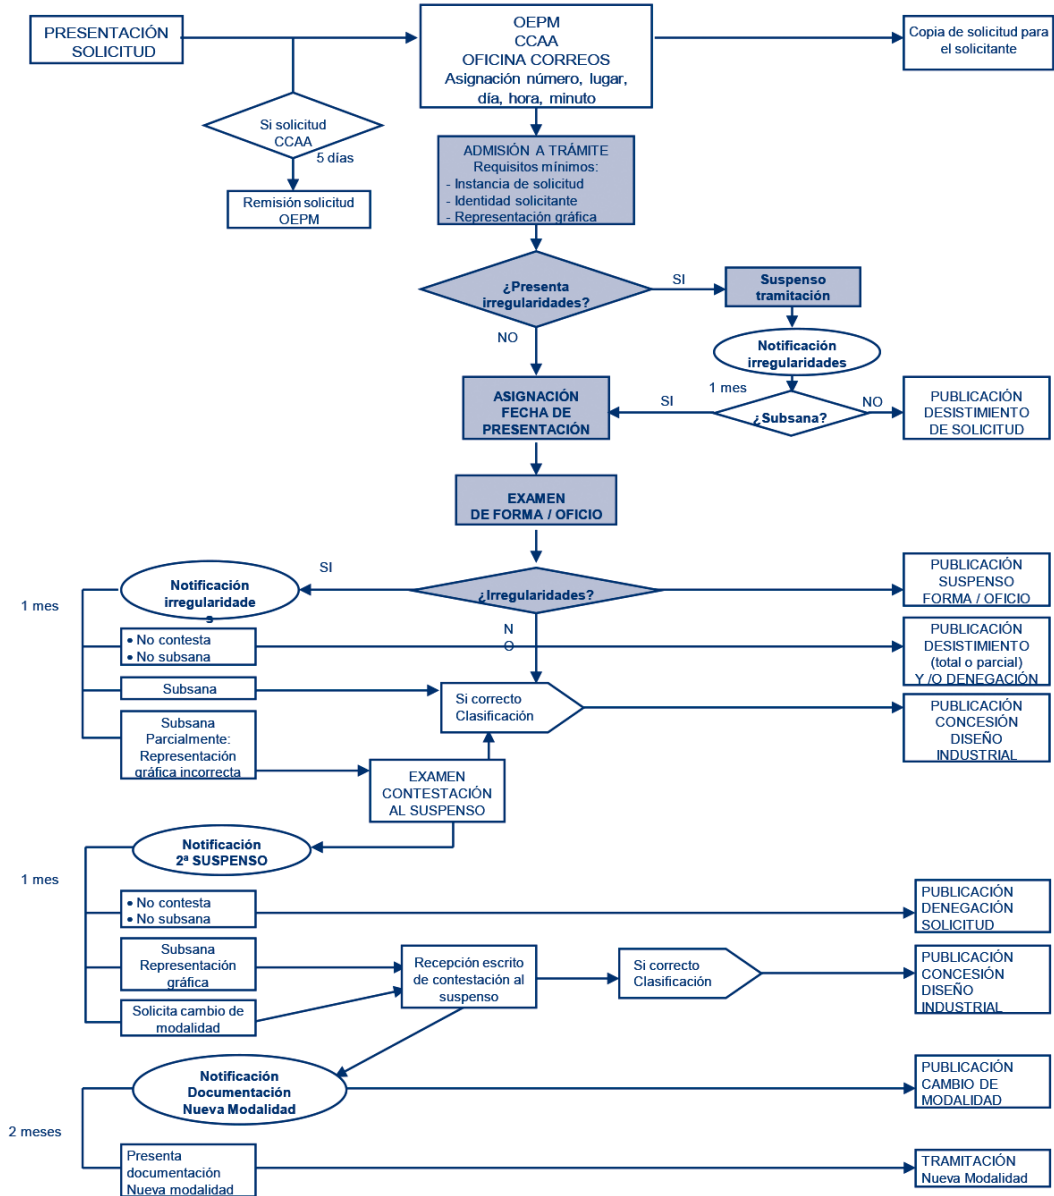 PRESENTACIÓN
SOLICITUD
OEPM
CCAA
OFICINA CORREOS
Asignación número, lugar,
día, hora, minuto
Copia de solicitud para
el solicitante
Si solicitud
CCAA
5 días
Remisión solicitud
OEPM
ADMISIÓN A TRÁMITE
Requisitos mínimos:
- Instancia de solicitud
- Identidad solicitante
- Representación gráfica
¿Presenta
irregularidades?
SI
Suspenso
tramitación
NO
Notificación
irregularidades
1 mes
ASIGNACIÓN
FECHA DE
PRESENTACIÓN
SI
¿Subsana?
NO
PUBLICACIÓN
DESISTIMIENTO
DE SOLICITUD
EXAMEN
DE FORMA / OFICIO
Notificación
irregularidade
s
SI
¿Irregularidades?
PUBLICACIÓN
SUSPENSO
FORMA / OFICIO
1 mes
• No contesta
• No subsana
N
O
PUBLICACIÓN
DESISTIMIENTO
(total o parcial)
Y /O DENEGACIÓN
Subsana
Si correcto
Clasificación
PUBLICACIÓN
CONCESIÓN
DISEÑO
INDUSTRIAL
Subsana
Parcialmente:
Representación
gráfica incorrecta
EXAMEN
CONTESTACIÓN
AL SUSPENSO
Notificación
2ª SUSPENSO
1 mes
• No contesta
• No subsana
PUBLICACIÓN
DENEGACIÓN
SOLICITUD
Subsana
Representación
gráfica
Recepción escrito
de contestación al
suspenso
Si correcto
Clasificación
PUBLICACIÓN
CONCESIÓN
DISEÑO
INDUSTRIAL
Solicita cambio de
modalidad
Notificación
Documentación
Nueva Modalidad
PUBLICACIÓN
CAMBIO DE
MODALIDAD
2 meses
Presenta
documentación
Nueva modalidad
TRAMITACIÓN
Nueva Modalidad